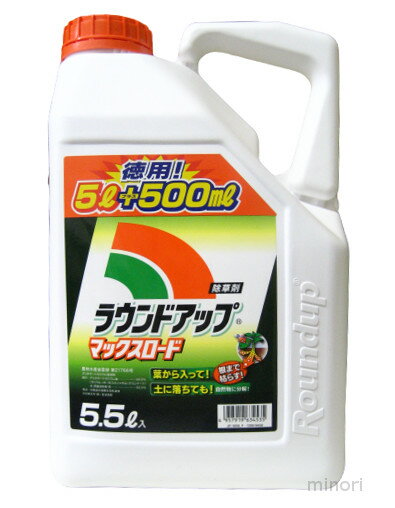 徳用!
5ℓ+500㎖
除草剤
ラウンドアップ®
マックスロード
葉から入って!
根まで
枯らす!
土に落ちても!
自然物に分解!
5.5ℓ入
Roundup
minori